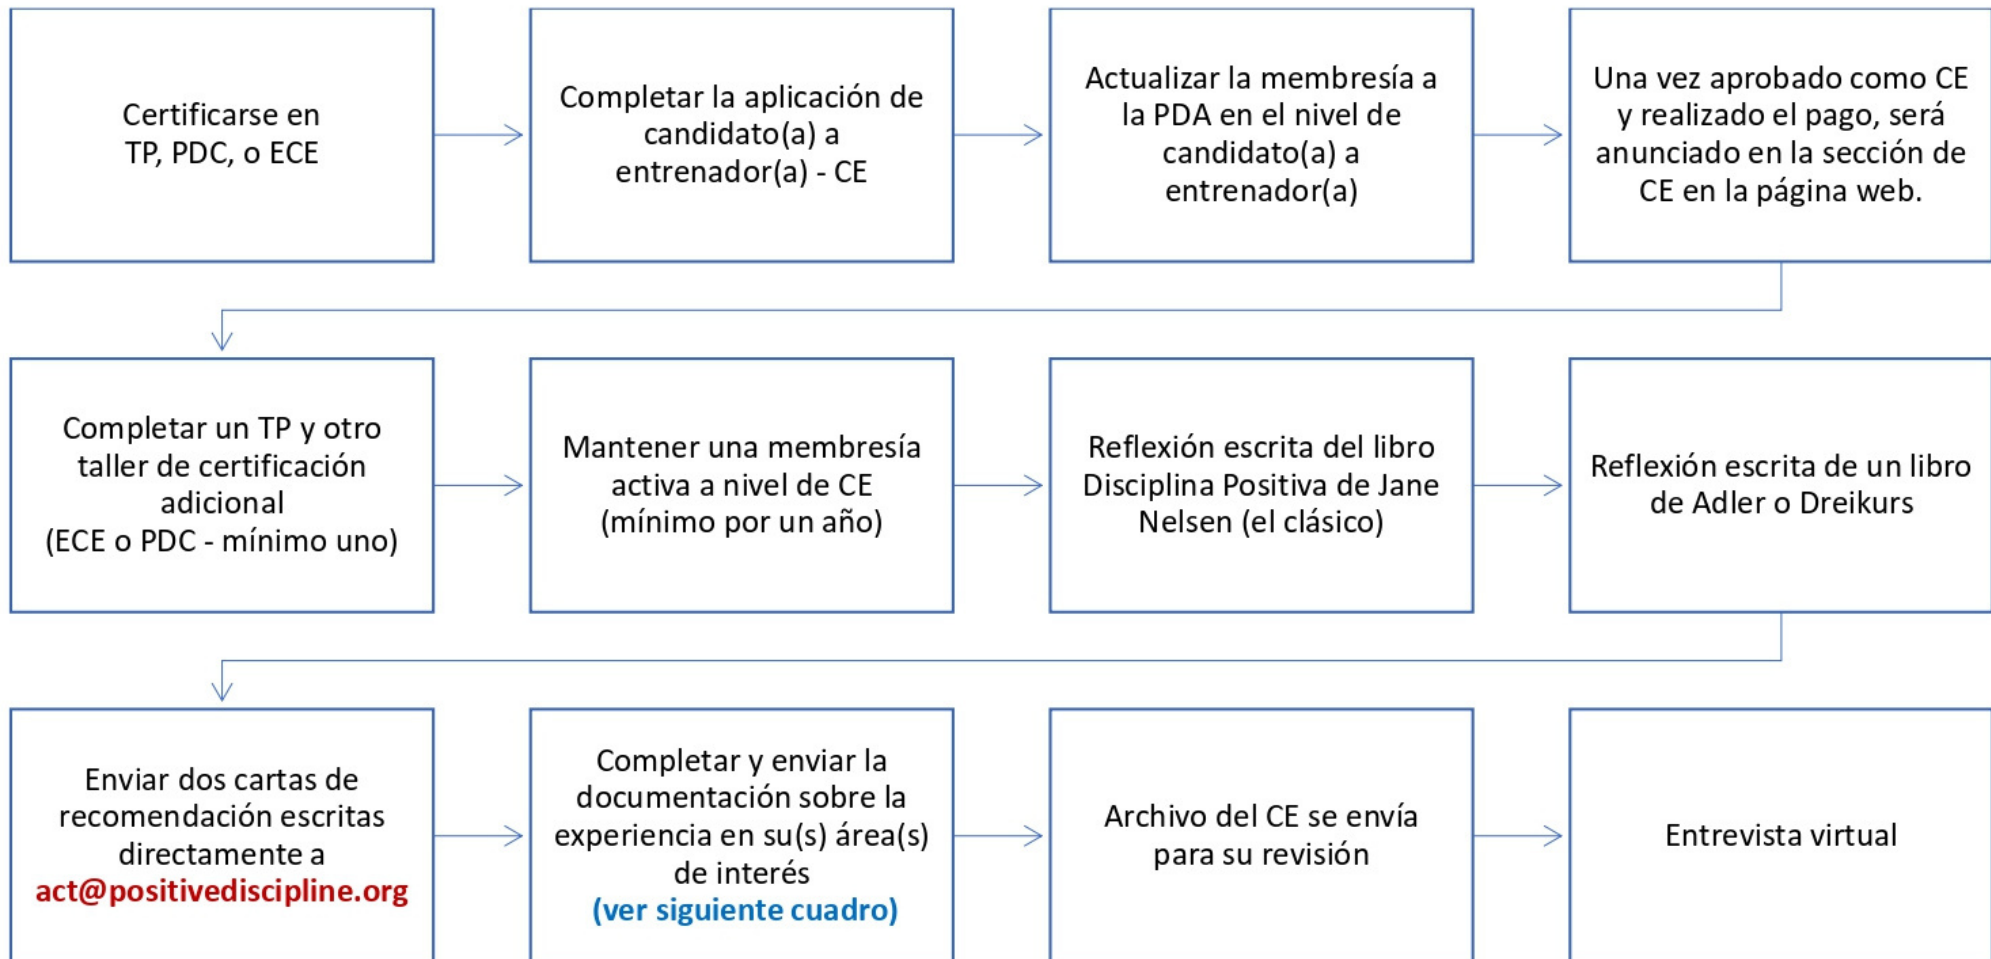 Certificarse en
TP, PDC, o ECE
Completar la aplicación de
candidato(a) a
entrenador(a) - CE
Actualizar la membresía a
la PDA en el nivel de
candidato(a) a
entrenador(a)
Una vez aprobado como CE
y realizado el pago, será
anunciado en la sección de
CE en la página web.
Completar un TP y otro
taller de certificación
adicional
(ECE o PDC - mínimo uno)
Mantener una membresía
activa a nivel de CE
(mínimo por un año)
Reflexión escrita del libro
Disciplina Positiva de Jane
Nelsen (el clásico)
Reflexión escrita de un libro
de Adler o Dreikurs
Enviar dos cartas de
recomendación escritas
directamente a
act@positivediscipline.org
Completar y enviar la
documentación sobre la
experiencia en su(s) área(s)
de interés
(ver siguiente cuadro)
Archivo del CE se envía
para su revisión
Entrevista virtual